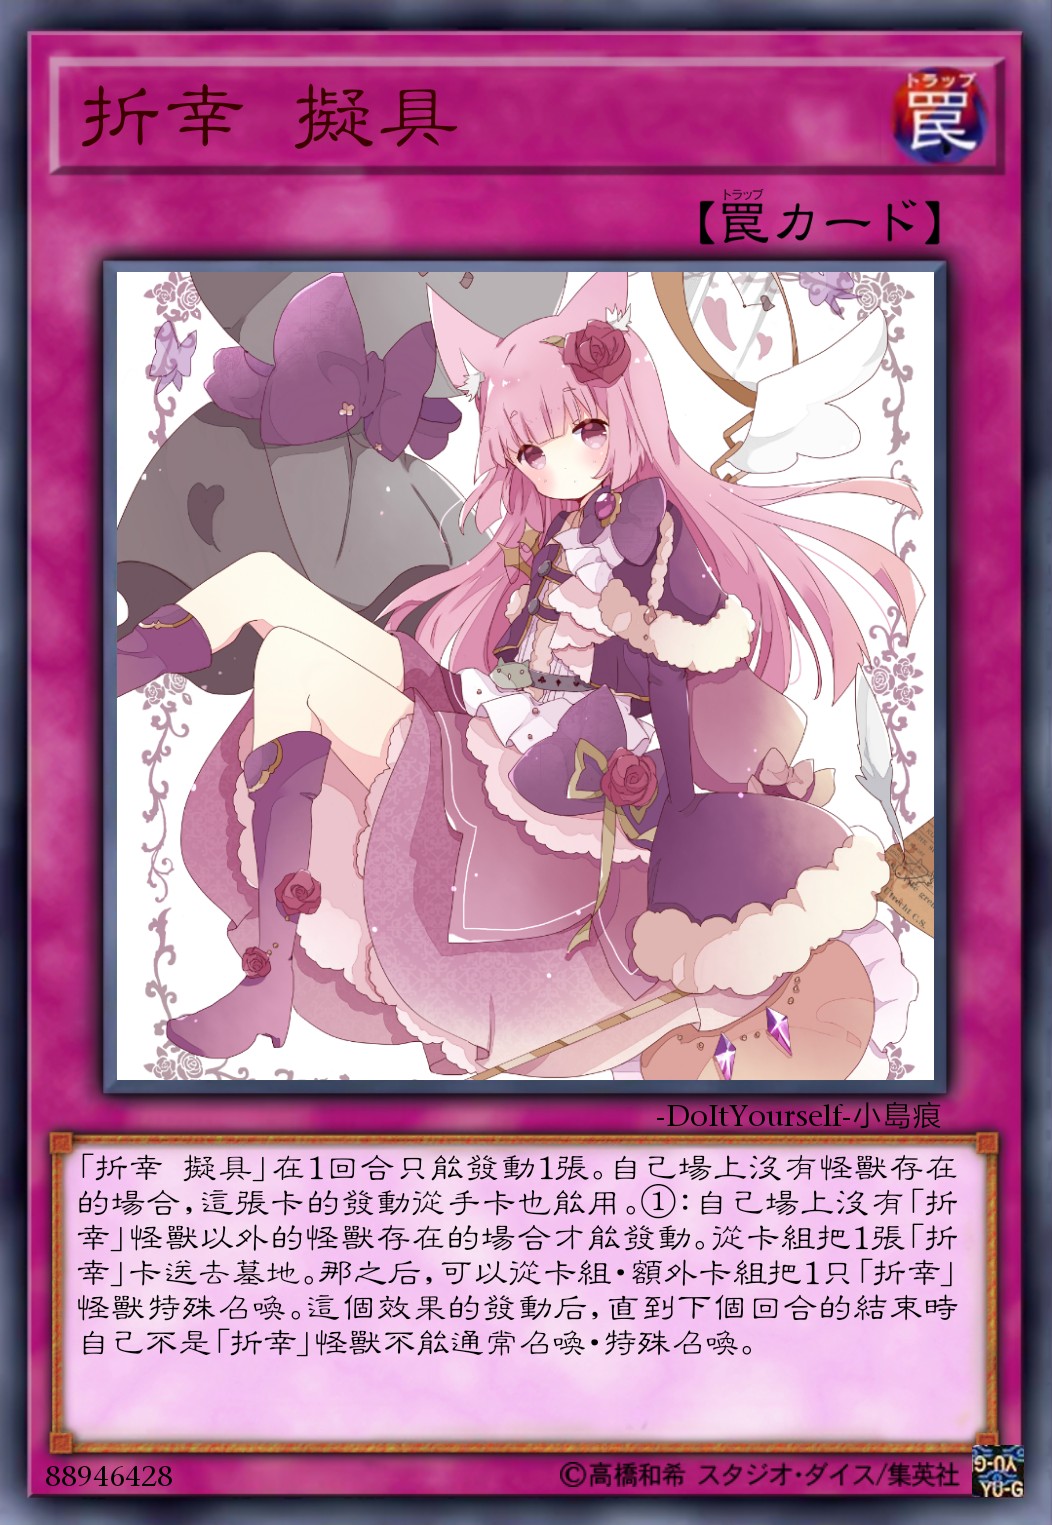 折幸 擬具
トラップ
罠
トラップ
【罠カード】
-DoItYourself-小島痕
「折幸 擬具」在1回合只能發動1張。自己場上沒有怪獸存在
的場合,這張卡的發動從手卡也能用。①:自己場上沒有「折
幸」怪獸以外的怪獸存在的場合才能發動。從卡組把1張「折
幸」卡送去墓地。那之后,可以從卡組·額外卡組把1只「折幸」
怪獸特殊召喚。這個效果的發動后,直到下個回合的結束時
自己不是「折幸」怪獸不能通常召喚·特殊召喚。
88946428
©高橋和希 スタジオ・ダイス/集英社
YU-G